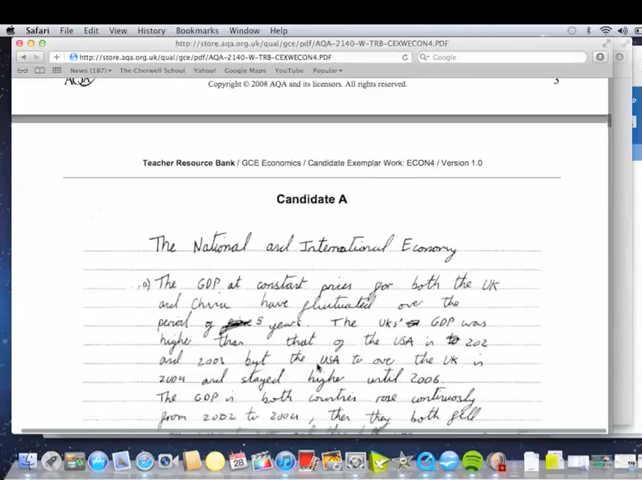 Safari File Edit View History Bookmarks Window Help
http://store.aqa.org.uk/qual/gce/pdf/AQA-2140-W-TRB-CEXWECON4.PDF
http://store.aqa.org.uk/qual/gce/pdf/AQA-2140-W-TRB-CEXWECON4.PDF
Google
News (187) The Cherwell School Yahoo! Google Maps YouTube Popular
AQA
Copyright © 2008 AQA and its licensors. All rights reserved.
3
Teacher Resource Bank / GCE Economics / Candidate Exemplar Work: ECON4 / Version 1.0
Candidate A
The National and International Economy
a) The GDP at constant prices for both the UK
and China have fluctuated over the
period of 5 years. The UKs' GDP was
higher than that of the USA in 202
and 2003 but the USA to over the UK in
2004 and stayed higher until 2006.
The GDP in both countries rose continuously
from 2002 to 2004, then they both fell
28